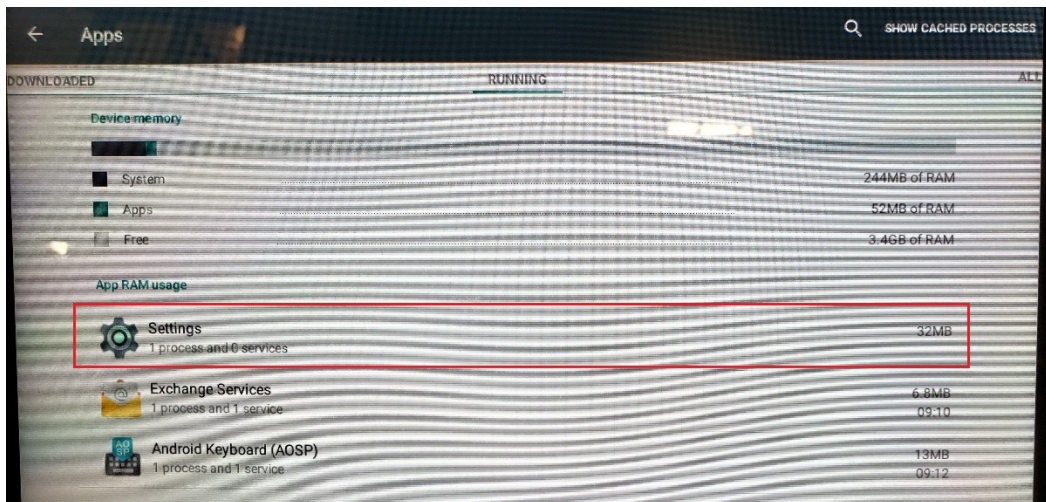 Apps
SHOW CACHED PROCESSES
DOWNLOADED
RUNNING
ALL
Device memory
System
244MB of RAM
Apps
52MB of RAM
Free
3.4GB of RAM
App RAM usage
Settings
32MB
1 process and 0 services
Exchange Services
6.8MB
1 process and 1 service
09:10
AO
SP
Android Keyboard (AOSP)
13MB
1 process and 1 service
09:12